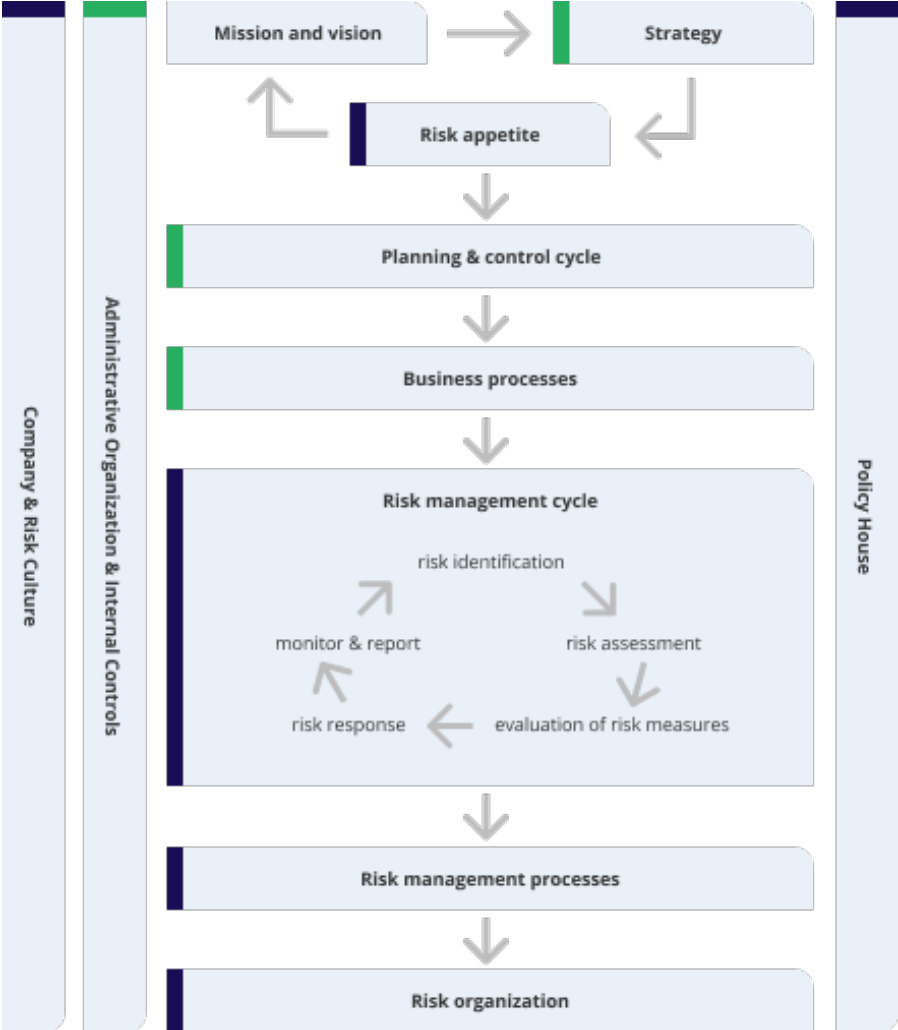 Mission and vision
Strategy
Risk appetite
Planning & control cycle
Business processes
Risk management cycle
risk identification
monitor & report
risk assessment
risk response
evaluation of risk measures
Risk management processes
Risk organization
Company & Risk Culture
Administrative Organization & Internal Controls
Policy House